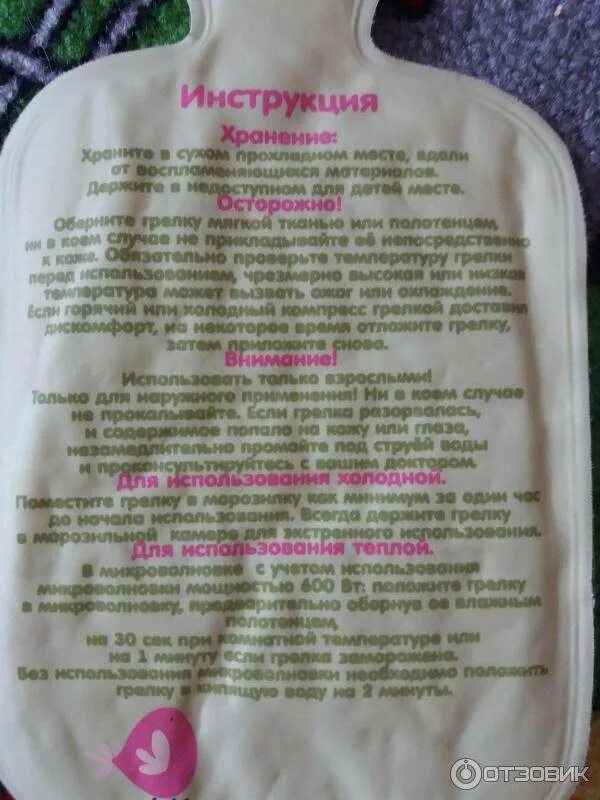 Инструкция
Хранение:
Храните в сухом прохладном месте, вдали
от воспламеняющихся материалов.
Держите в недоступном для детей месте.
Осторожно!
Оберните грелку мягкой тканью или полотенцем,
ни в коем случае не прикладывайте её непосредственно
к коже. Обязательно проверьте температуру грелки
перед использованием, чрезмерно высокая или низкая
температура может вызвать ожог или охлаждение.
Если горячий или холодный компресс грелкой доставил
дискомфорт, на некоторое время отложите грелку,
затем приложите снова.
Внимание!
Использовать только взрослыми!
Только для наружного применения! Ни в коем случае
не прокалывайте. Если грелка разорвалась,
и содержимое попало на кожу или глаза,
незамедлительно промойте под струёй воды
и проконсультируйтесь с вашим доктором.
Для использования холодной.
Поместите грелку в морозилку как минимум за один час
до начала использования. Всегда держите грелку
в морозильной камере для экстренного использования.
Для использования теплой.
В микроволновке с учетом использования
микроволновки мощностью 600 Вт: положите грелку
в микроволновку, предварительно обернув ее влажным
полотенцем,
на 30 сек при комнатной температуре или
на 1 минуту если грелка заморожена.
Без использования микроволновки необходимо положить
грелку в кипящую воду на 2 минуты.
ОТЗОВИК